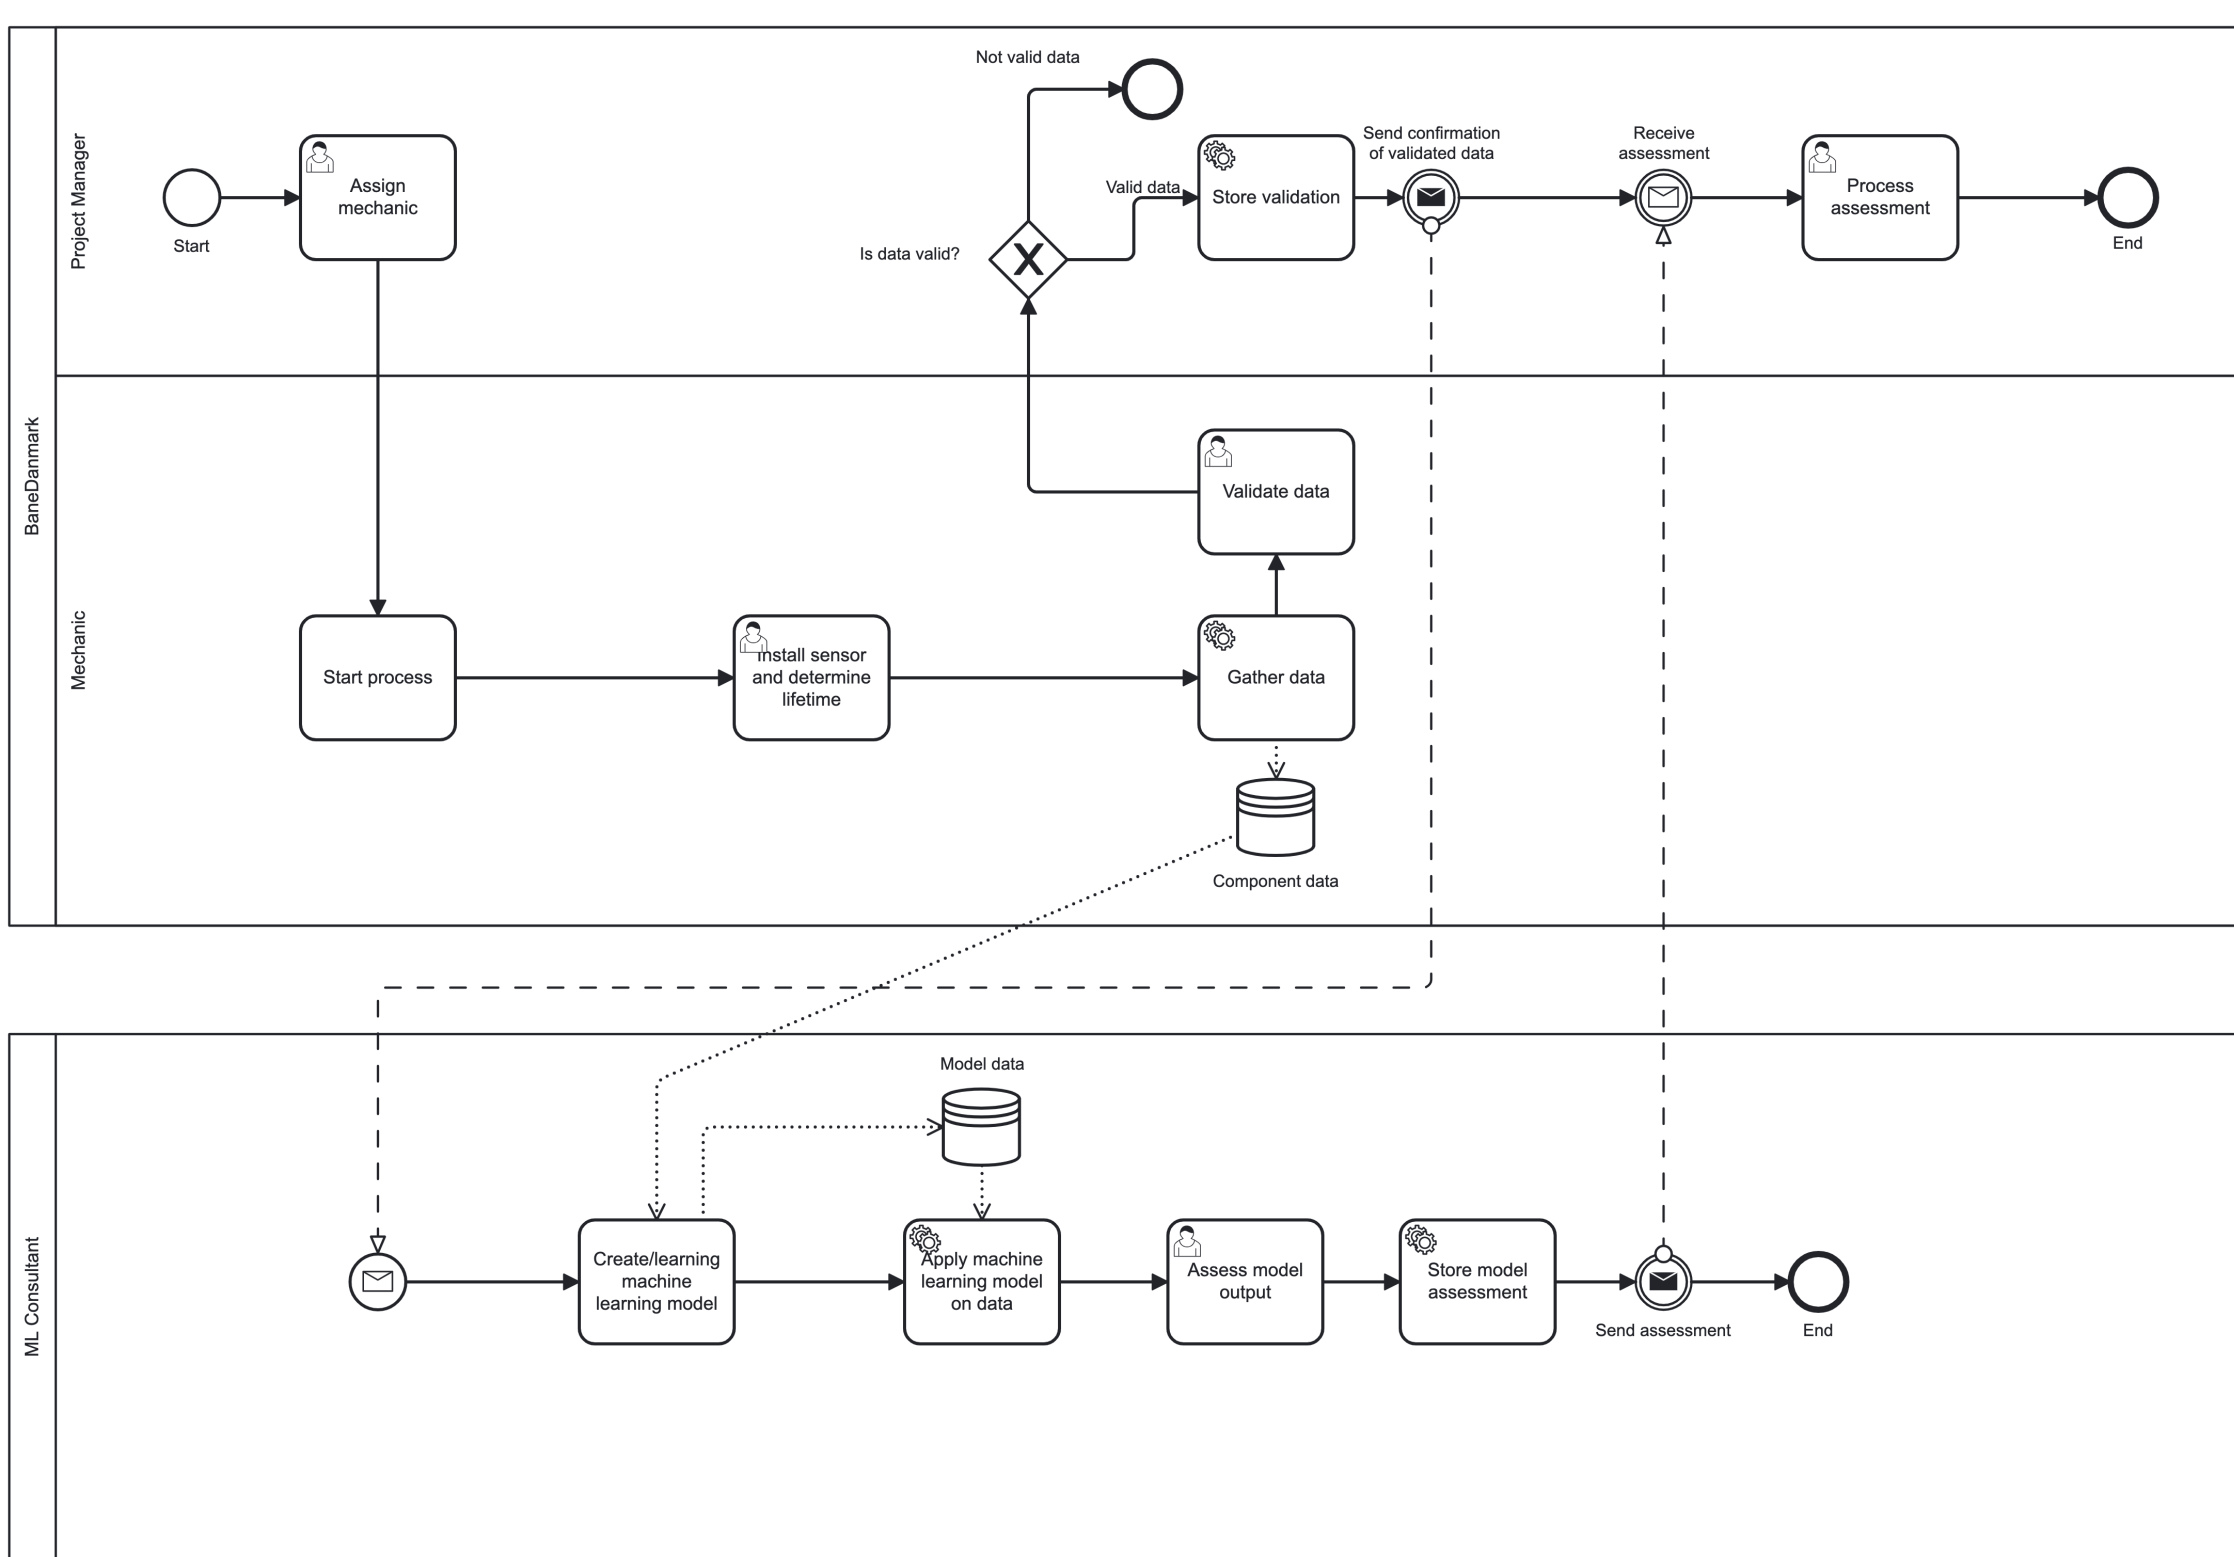 BaneDanmark
Project Manager
Start
Assign
mechanic
Not valid data
Is data valid?
Valid data
Store validation
Send confirmation
of validated data
Receive
assessment
Process
assessment
End
Mechanic
Start process
Install sensor
and determine
lifetime
Gather data
Validate data
Component data
ML Consultant
Model data
Create/learning
machine
learning model
Apply machine
learning model
on data
Assess model
output
Store model
assessment
Send assessment
End